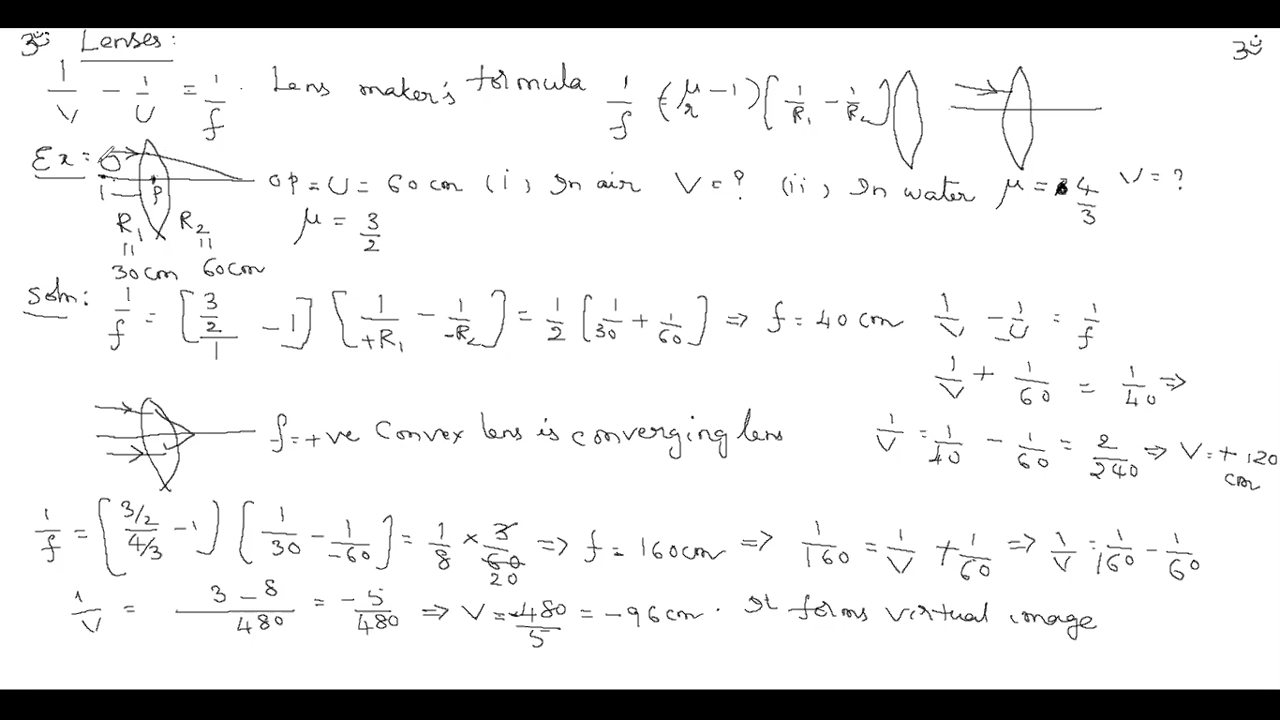 3 Lenses: 3
1/V - 1/U = 1/f . Lens maker's formula 1/f = (μr - 1) [1/R1 - 1/R2]
Ex: O
I P OP = U = 60 cm (i) In air V = ? (ii) In water μ = 4/3 V = ?
R1 R2 μ = 3/2
= =
30cm 60cm
Soln: 1/f = [(3/2)/1 - 1] [1/+R1 - 1/-R2] = 1/2 [1/30 + 1/60] ⇒ f = 40 cm 1/V - 1/-U = 1/f
1/V + 1/60 = 1/40 ⇒
f = +ve Convex lens is converging lens 1/V = 1/40 - 1/60 = 2/240 ⇒ V = + 120 cm
1/f = [(3/2)/(4/3) - 1] [1/30 - 1/-60] = 1/8 × 3/60 20 ⇒ f = 160cm ⇒ 1/160 = 1/V + 1/60 ⇒ 1/V = 1/160 - 1/60
1/V = 3 - 8/480 = -5/480 ⇒ V = -480/5 = -96 cm . It forms virtual image